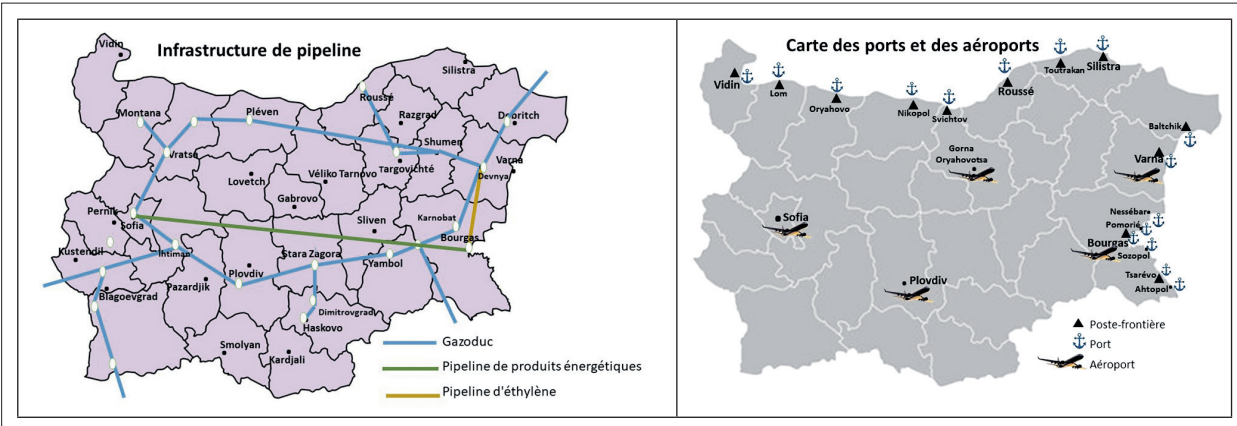 Infrastructure de pipeline
Vidin
Silistra
Roussé
Montana
Pléven
Razgrad
Dobritch
Shumen
Vratsa
Varna
Targovichté
Devnya
Lovetch
Véliko Tarnovo
Gabrovo
Pernik
Sofia
Sliven
Karnobat
Bourgas
Kustendil
Ihtiman
Stara Zagora
Yambol
Plovdiv
Pazardjik
Blagoevgrad
Dimitrovgrad
Haskovo
Smolyan
Kardjali
Gazoduc
Pipeline de produits énergétiques
Pipeline d'éthylène
Carte des ports et des aéroports
Toutrakan
Silistra
Vidin
Lom
Roussé
Oryahovo
Nikopol
Svichtov
Baltchik
Gorna
Oryahovotsa
Varna
Nessébare
Sofia
Pomorié
Bourgas
Sozopol
Plovdiv
Tsarévo
Ahtopol
Poste-frontière
Port
Aéroport